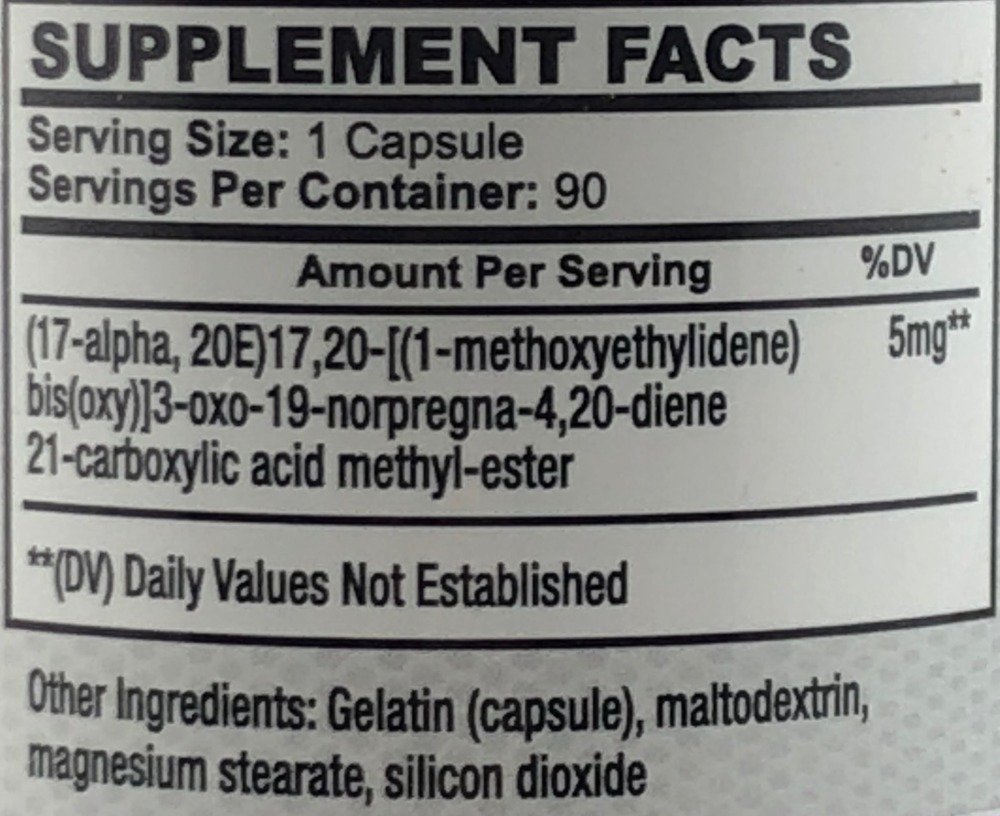 SUPPLEMENT FACTS
Serving Size: 1 Capsule
Servings Per Container: 90
Amount Per Serving %DV
(17-alpha, 20E)17,20-[(1-methoxyethylidene) 5mg**
bis(oxy)]3-oxo-19-norpregna-4,20-diene
21-carboxylic acid methyl-ester
**(DV) Daily Values Not Established
Other Ingredients: Gelatin (capsule), maltodextrin,
magnesium stearate, silicon dioxide